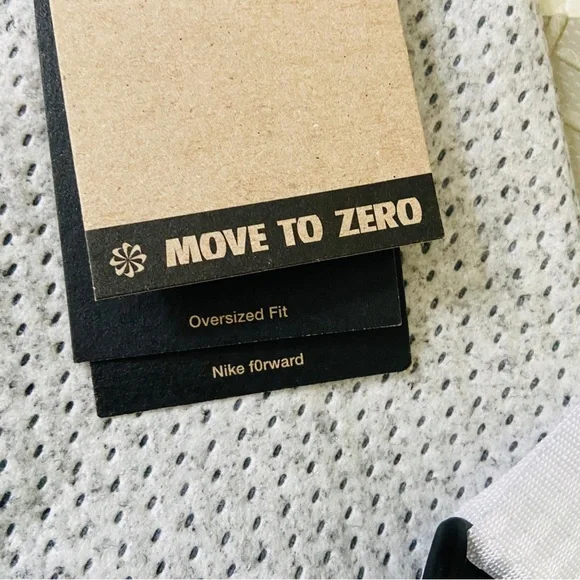 MOVE TO ZERO
Oversized Fit
Nike f0rward